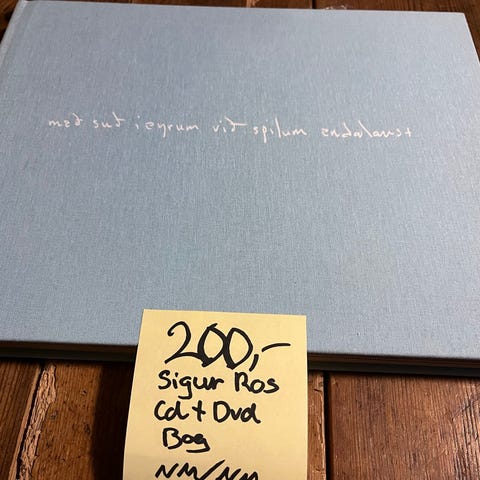 með suð í eyrum við spilum endalaust
200,-
Sigur Ros
Cd + Dvd
Bog
NM/NM